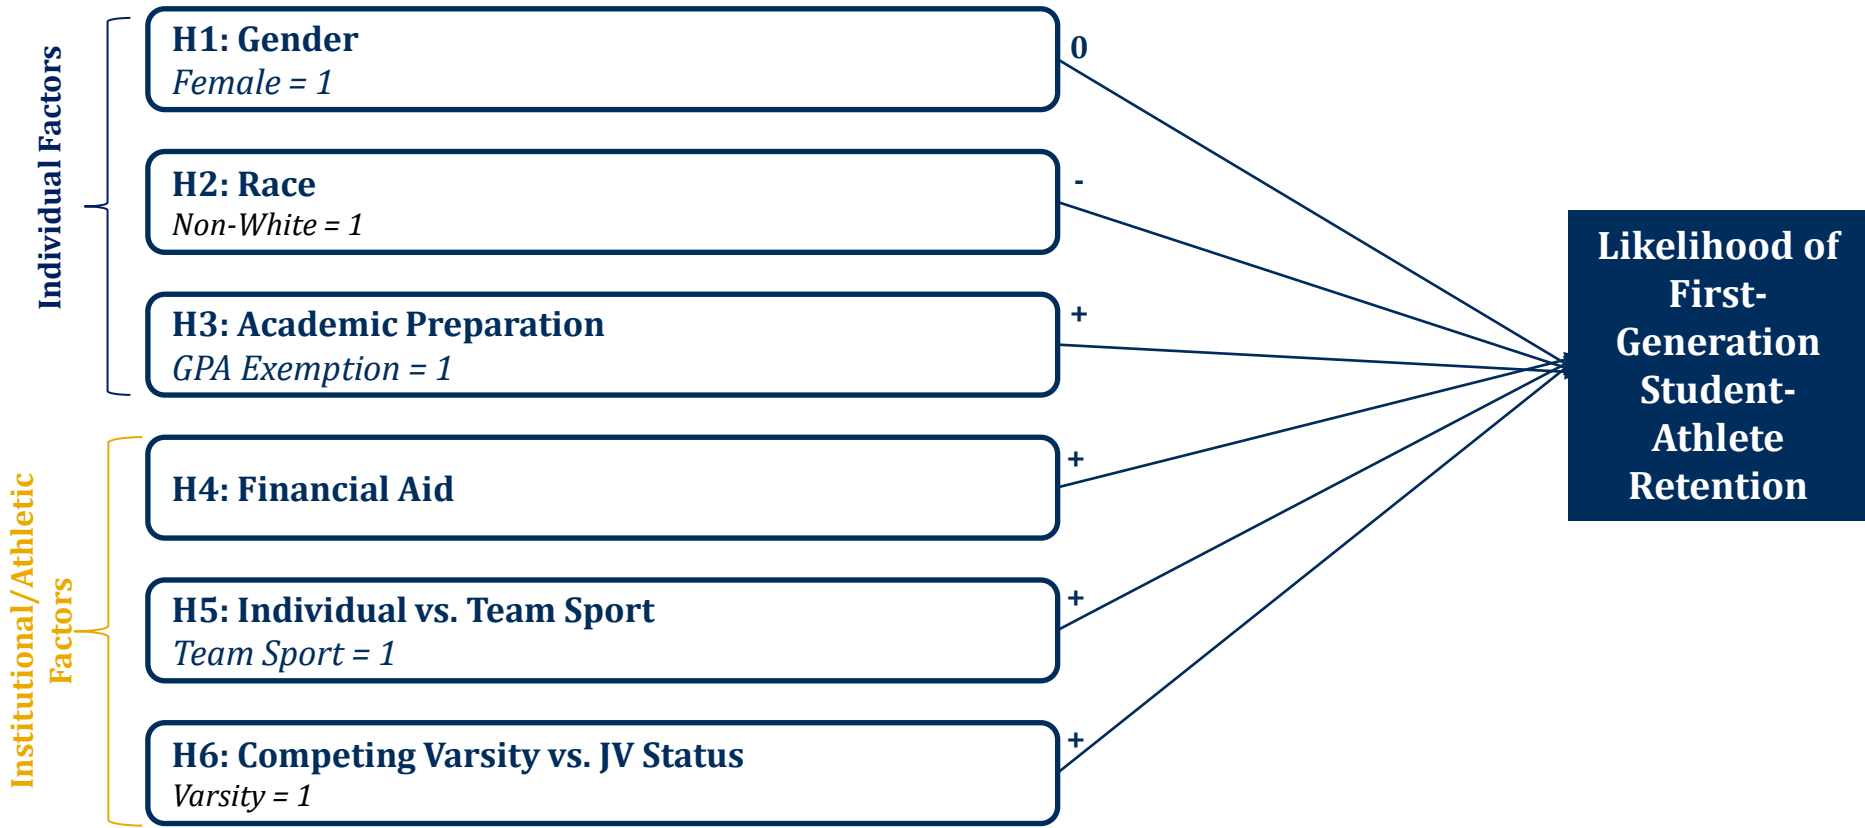 Individual Factors
H1: Gender
Female = 1
0
H2: Race
Non-White = 1
-
H3: Academic Preparation
GPA Exemption = 1
+
Institutional/Athletic
Factors
H4: Financial Aid
+
H5: Individual vs. Team Sport
Team Sport = 1
+
H6: Competing Varsity vs. JV Status
Varsity = 1
+
Likelihood of
First-
Generation
Student-
Athlete
Retention